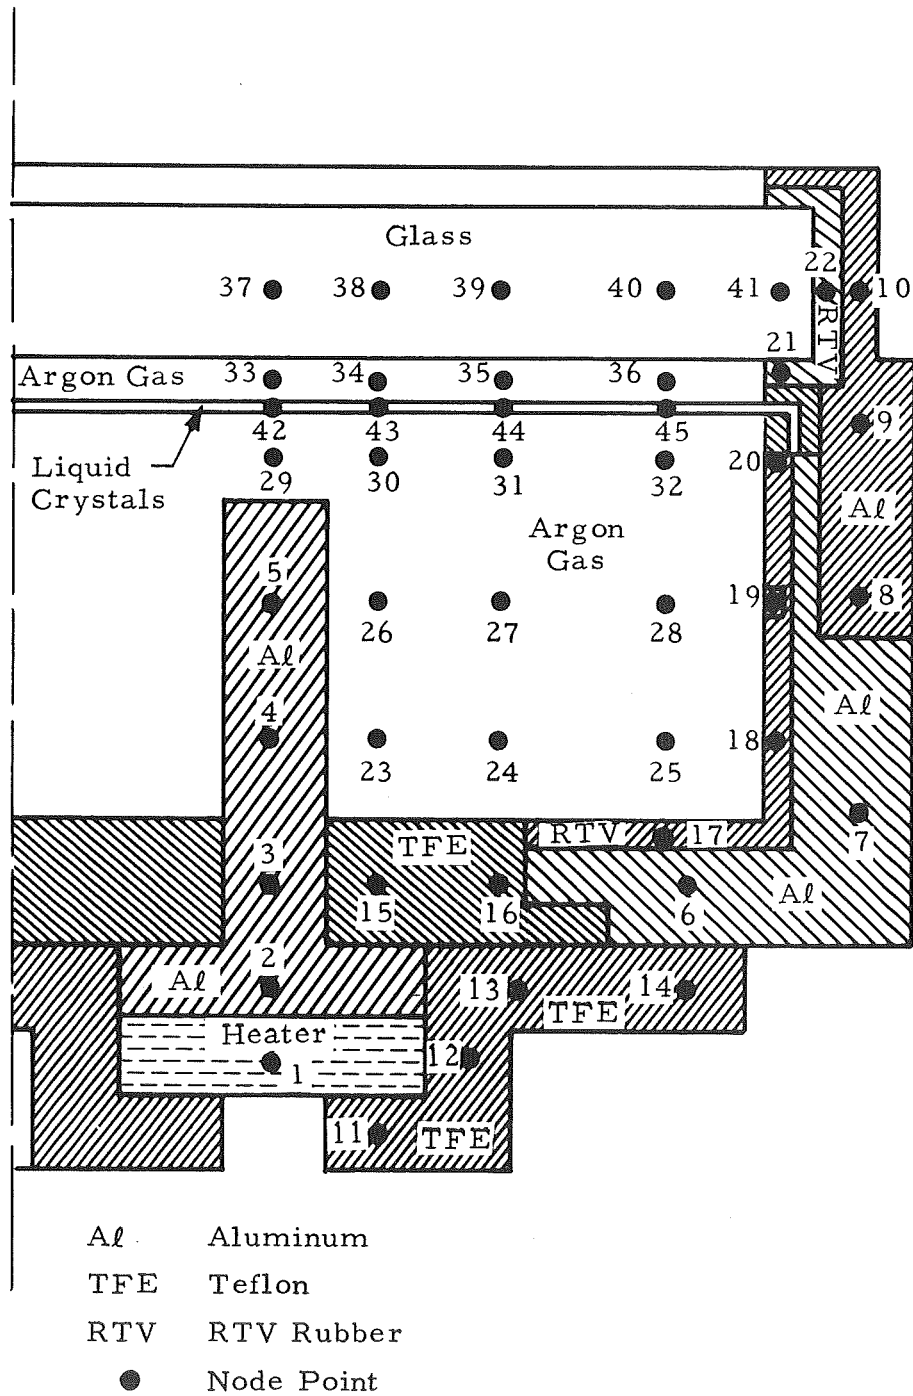 Glass
22
37 38 39 40 41 10
RTV
21
Argon Gas 33 34 35 36
42 43 44 45 9
20
Liquid
Crystals
29 30 31 32
Al
Argon
Gas
5 19 8
26 27 28
Al
Al
4 18
23 24 25
7
RTV 17
TFE
3
15 16 6 Al
2
Al 13 14
TFE
Heater
12
1
11 TFE
Al Aluminum
TFE Teflon
RTV RTV Rubber
● Node Point